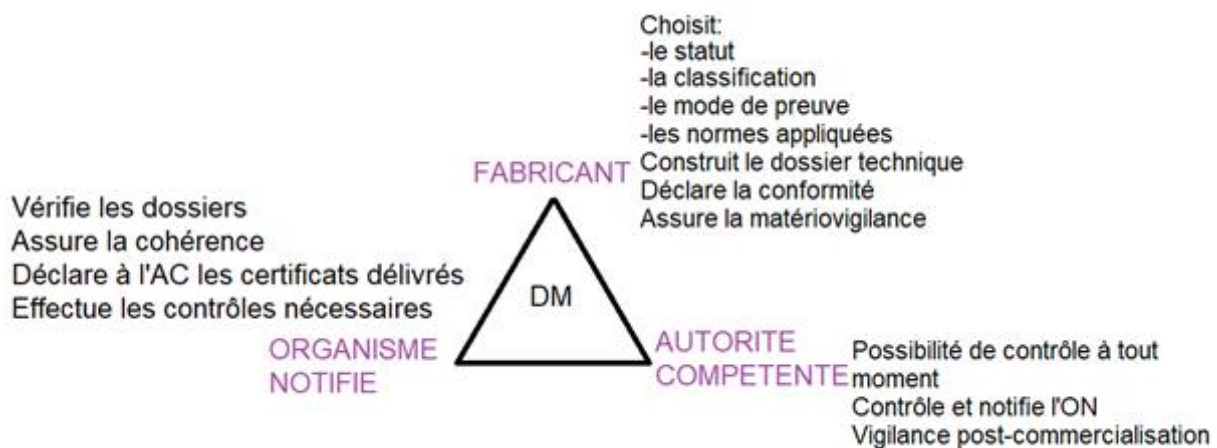 Choisit:
-le statut
-la classification
-le mode de preuve
-les normes appliquées
Construit le dossier technique
Déclare la conformité
Assure la matériovigilance
FABRICANT
Vérifie les dossiers
Assure la cohérence
Déclare à l'AC les certificats délivrés
Effectue les contrôles nécessaires
DM
ORGANISME
NOTIFIE
AUTORITE
COMPETENTE
Possibilité de contrôle à tout
moment
Contrôle et notifie l'ON
Vigilance post-commercialisation